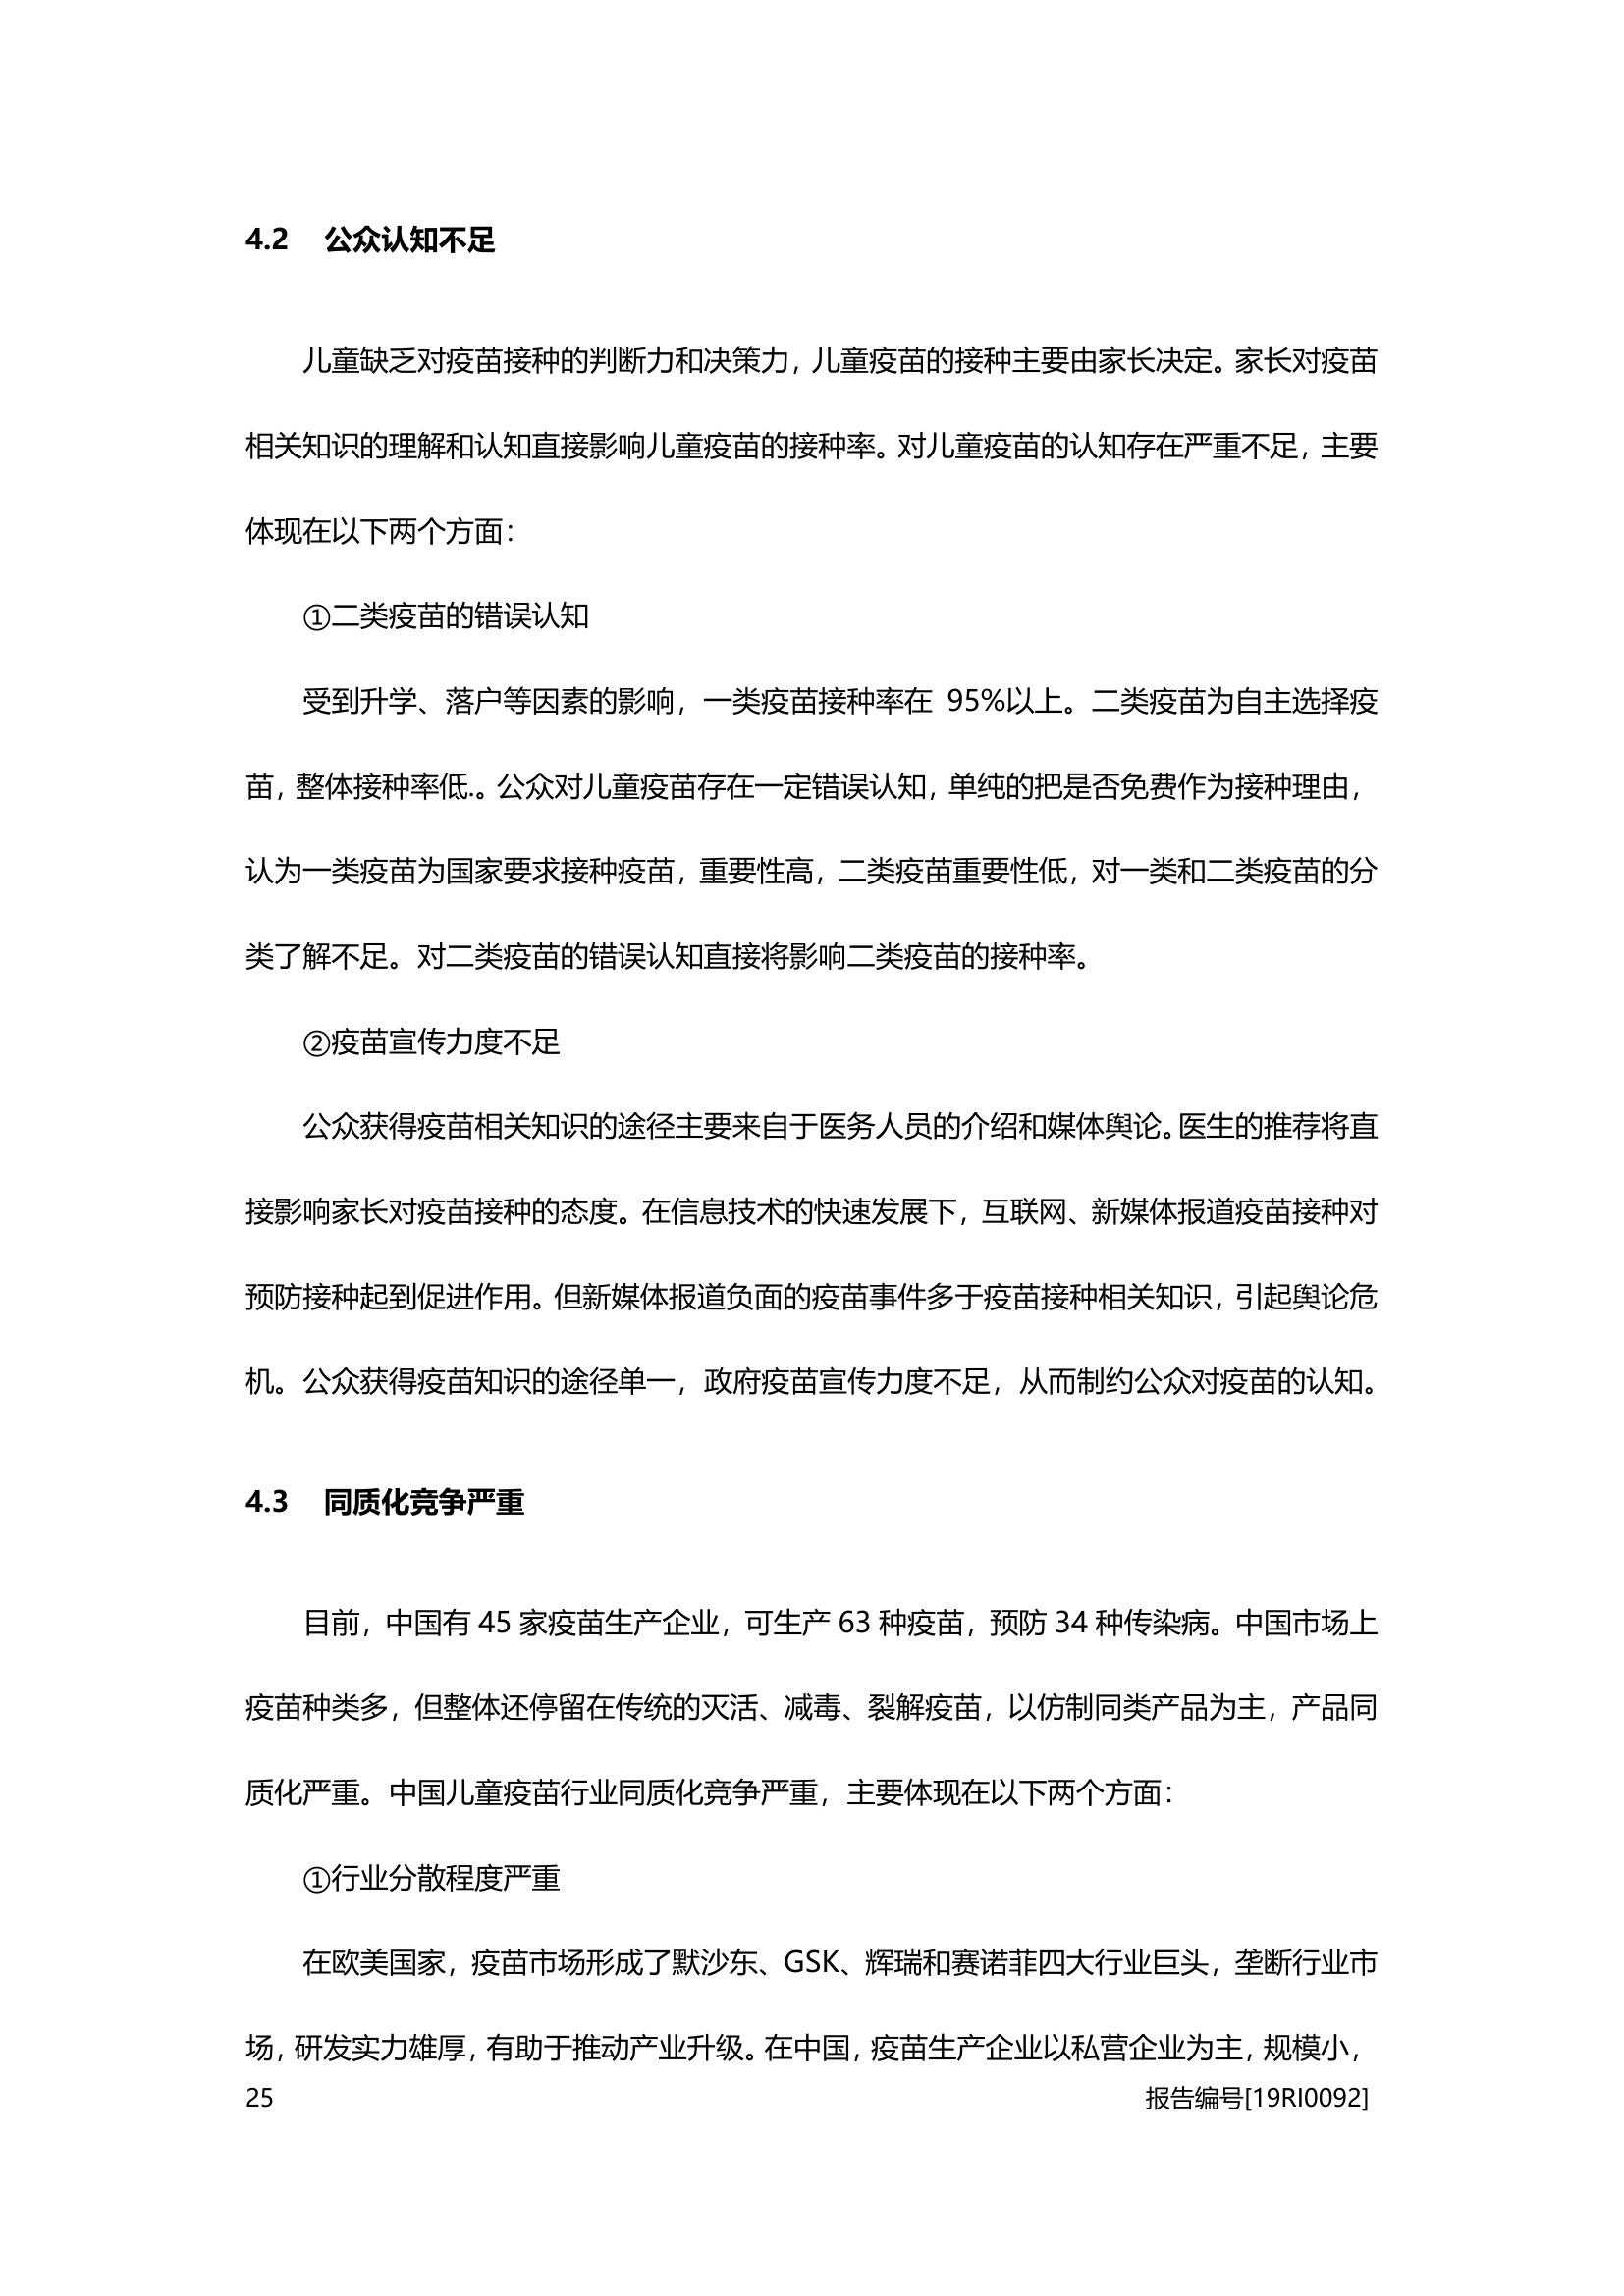 4.2 公众认知不足
儿童缺乏对疫苗接种的判断力和决策力，儿童疫苗的接种主要由家长决定。家长对疫苗
相关知识的理解和认知直接影响儿童疫苗的接种率。对儿童疫苗的认知存在严重不足，主要
体现在以下两个方面：
①二类疫苗的错误认知
受到升学、落户等因素的影响，一类疫苗接种率在 95%以上。二类疫苗为自主选择疫
苗，整体接种率低.。公众对儿童疫苗存在一定错误认知，单纯的把是否免费作为接种理由，
认为一类疫苗为国家要求接种疫苗，重要性高，二类疫苗重要性低，对一类和二类疫苗的分
类了解不足。对二类疫苗的错误认知直接将影响二类疫苗的接种率。
②疫苗宣传力度不足
公众获得疫苗相关知识的途径主要来自于医务人员的介绍和媒体舆论。医生的推荐将直
接影响家长对疫苗接种的态度。在信息技术的快速发展下，互联网、新媒体报道疫苗接种对
预防接种起到促进作用。但新媒体报道负面的疫苗事件多于疫苗接种相关知识，引起舆论危
机。公众获得疫苗知识的途径单一，政府疫苗宣传力度不足，从而制约公众对疫苗的认知。
4.3 同质化竞争严重
目前，中国有 45 家疫苗生产企业，可生产 63 种疫苗，预防 34 种传染病。中国市场上
疫苗种类多，但整体还停留在传统的灭活、减毒、裂解疫苗，以仿制同类产品为主，产品同
质化严重。中国儿童疫苗行业同质化竞争严重，主要体现在以下两个方面：
①行业分散程度严重
在欧美国家，疫苗市场形成了默沙东、GSK、辉瑞和赛诺菲四大行业巨头，垄断行业市
场，研发实力雄厚，有助于推动产业升级。在中国，疫苗生产企业以私营企业为主，规模小，
25 报告编号[19RI0092]